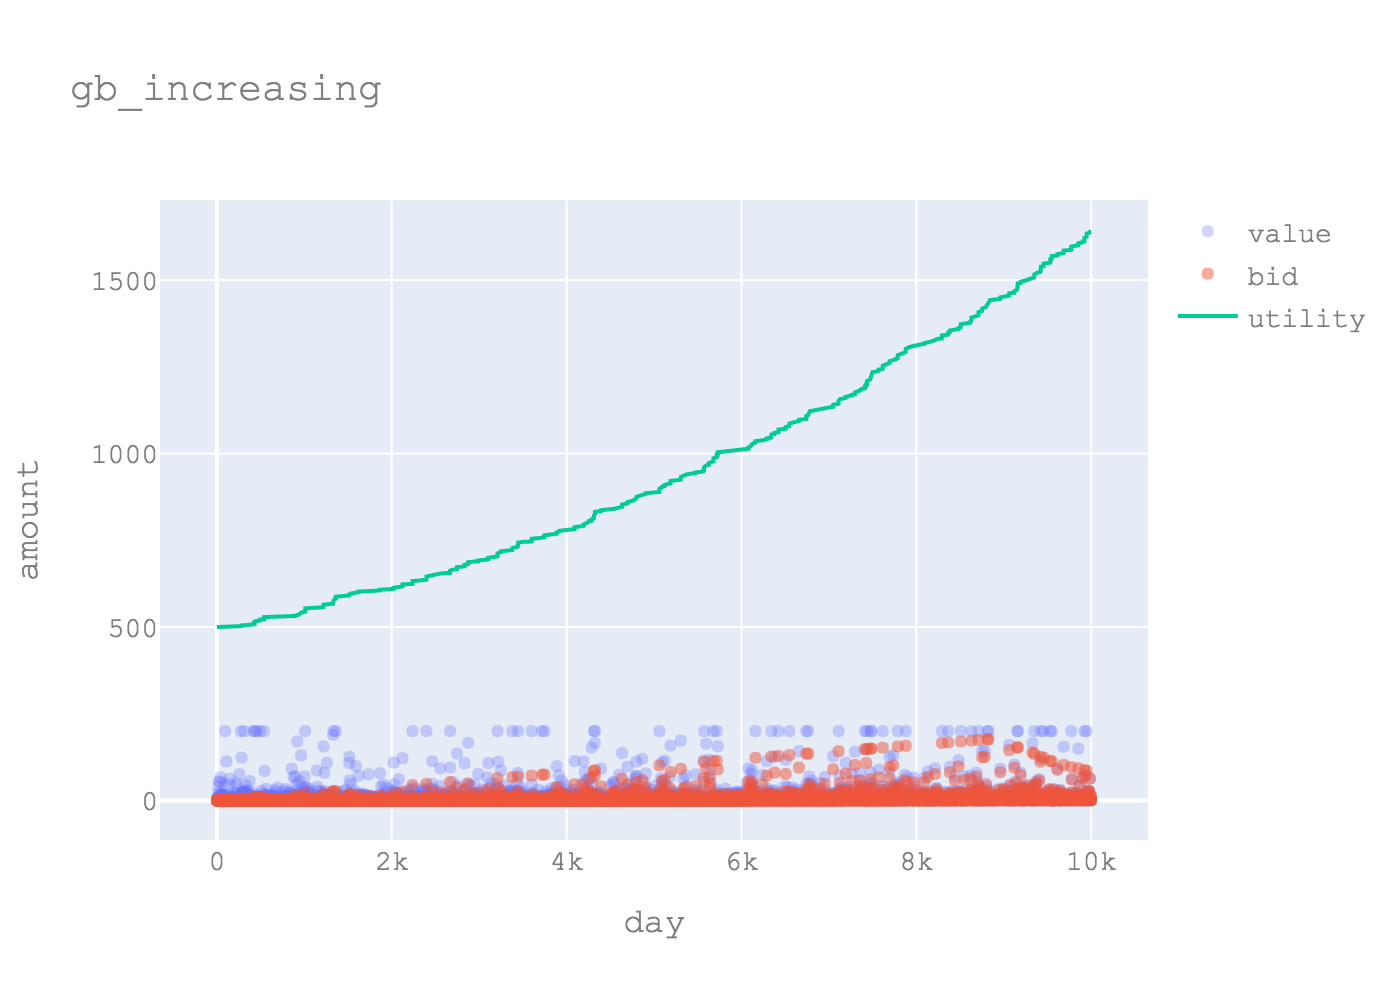 gb_increasing
value
bid
utility
1500
1000
500
0
amount
0 2k 4k 6k 8k 10k
day